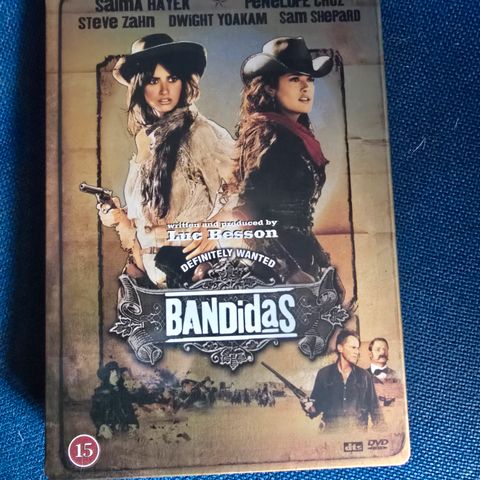 SALMA HAYEK PENELOPE CRUZ
STEVE ZAHN DWIGHT YOAKAM SAM SHEPARD
written and produced by
Luc Besson
DEFINITELY WANTED
BANDIDAS
15
dts DVD